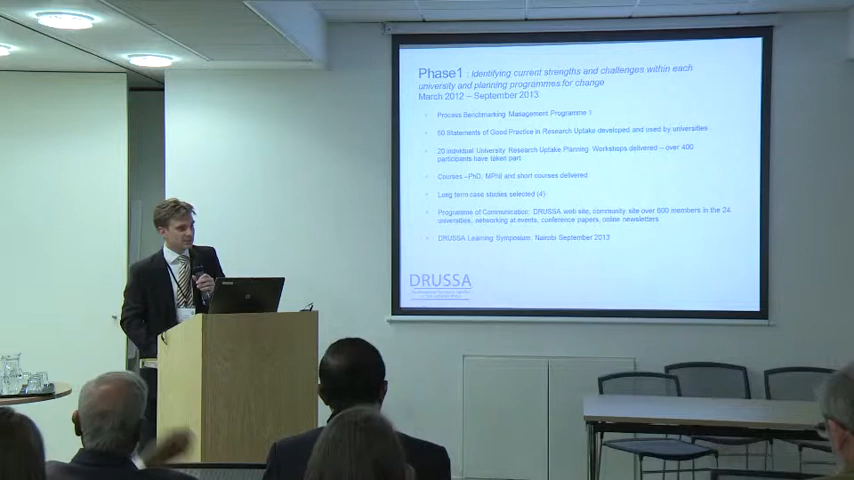 Phase1 : Identifying current strengths and challenges within each
university and planning programmes for change
March 2012 – September 2013
Process Benchmarking Management Programme 1
60 Statements of Good Practice in Research Uptake developed and used by universities
20 individual University Research Uptake Planning Workshops delivered – over 400
participants have taken part
Courses –PhD, MPhil and short courses delivered
Long term case studies selected (4)
Programme of Communication: DRUSSA web site, community site over 600 members in the 24
universities, networking at events, conference papers, online newsletters
DRUSSA Learning Symposium, Nairobi September 2013
DRUSSA